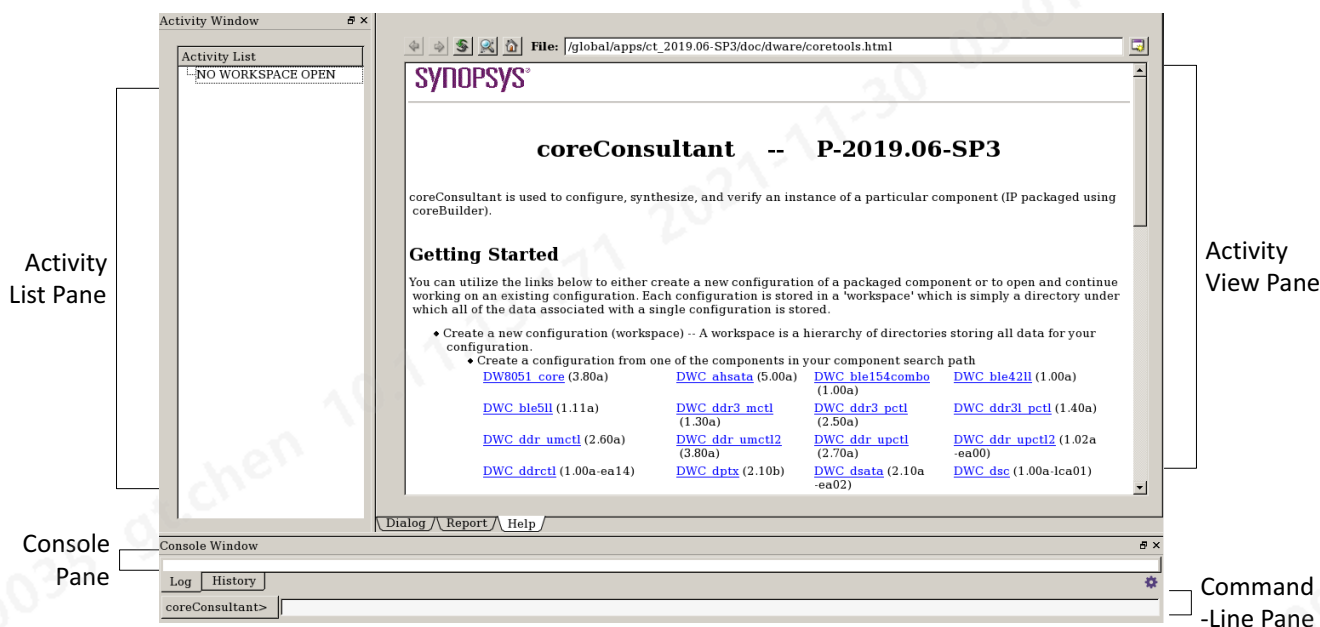 Activity Window
Activity List
NO WORKSPACE OPEN
File: /global/apps/ct_2019.06-SP3/doc/dware/coretools.html
SYNOPSYS®
coreConsultant -- P-2019.06-SP3
coreConsultant is used to configure, synthesize, and verify an instance of a particular component (IP packaged using
coreBuilder).
Getting Started
You can utilize the links below to either create a new configuration of a packaged component or to open and continue
working on an existing configuration. Each configuration is stored in a 'workspace' which is simply a directory under
which all of the data associated with a single configuration is stored.
Create a new configuration (workspace) -- A workspace is a hierarchy of directories storing all data for your
configuration.
Create a configuration from one of the components in your component search path
DW8051_core (3.80a) DWC_ahsata (5.00a) DWC_ble154combo (1.00a) DWC_ble42ll (1.00a)
DWC_ble5ll (1.11a) DWC_ddr3_mctl (1.30a) DWC_ddr3_pctl (2.50a) DWC_ddr3l_pctl (1.40a)
DWC_ddr_umctl (2.60a) DWC_ddr_umctl2 (3.80a) DWC_ddr_upctl (2.70a) DWC_ddr_upctl2 (1.02a-ea00)
DWC_ddrctl (1.00a-ea14) DWC_dptx (2.10b) DWC_dsata (2.10a-ea02) DWC_dsc (1.00a-lca01)
Dialog Report Help
Console Window
Log History
coreConsultant>
Activity
List Pane
Activity
View Pane
Console
Pane
Command
-Line Pane
gt.chen 10.11 2021-11-30 09:01